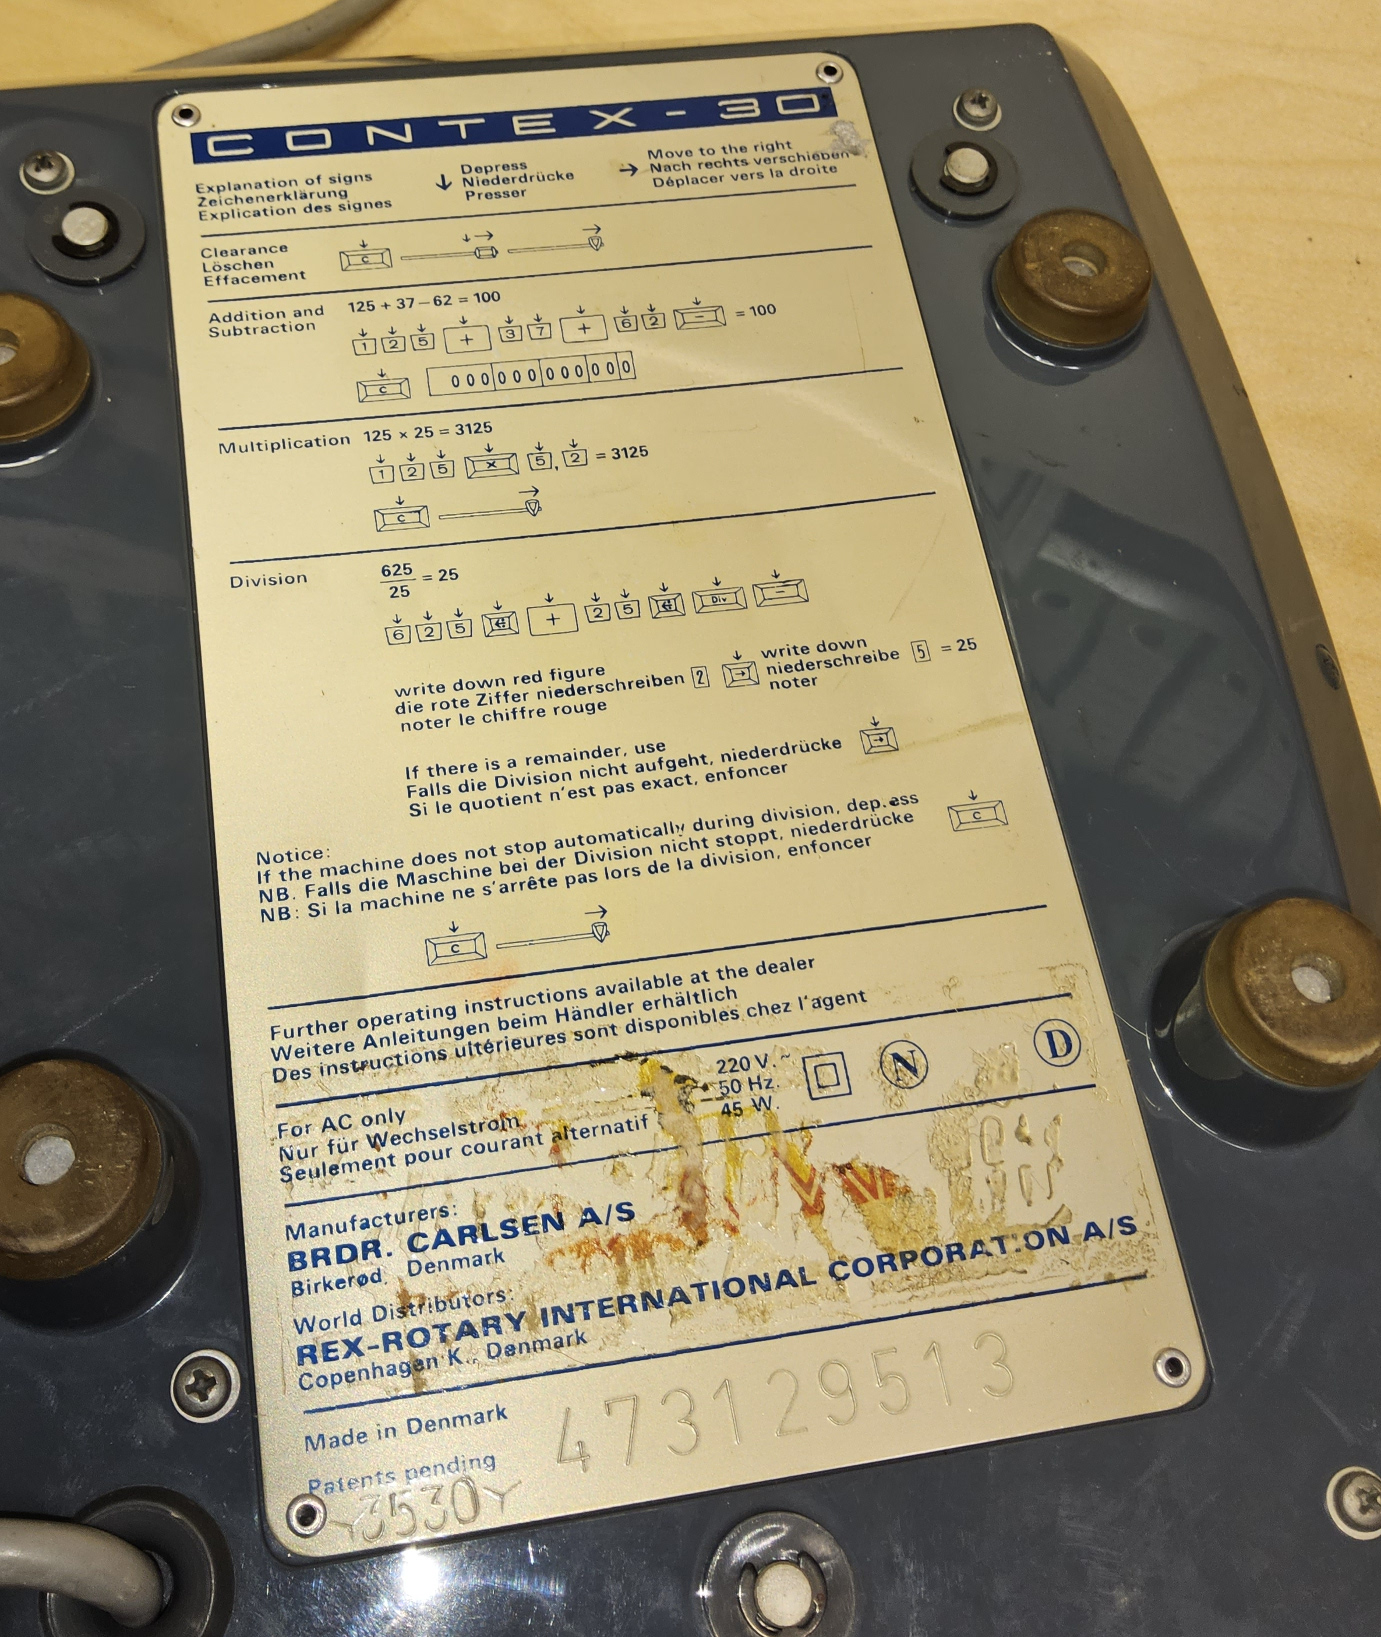 CONTEX-30
Explanation of signs
Zeichenerklärung
Explication des signes
↓ Depress
Niederdrücke
Presser
→ Move to the right
Nach rechts verschieben
Déplacer vers la droite
Clearance
Löschen
Effacement
C
Addition and
Subtraction
125 + 37 – 62 = 100
1 2 5 + 3 7 + 6 2 – = 100
C 000000000000
Multiplication 125 × 25 = 3125
1 2 5 × 5, 2 = 3125
C
Division
625
25
= 25
6 2 5 + 2 5 Div –
write down red figure
die rote Ziffer niederschreiben 2
noter le chiffre rouge
→
write down
niederschreibe 5 = 25
noter
If there is a remainder, use
Falls die Division nicht aufgeht, niederdrücke →
Si le quotient n'est pas exact, enfoncer
Notice:
If the machine does not stop automatically during division, depress
NB. Falls die Maschine bei der Division nicht stoppt, niederdrücke C
NB: Si la machine ne s'arrête pas lors de la division, enfoncer
C
Further operating instructions available at the dealer
Weitere Anleitungen beim Händler erhältlich
Des instructions ultérieures sont disponibles chez l'agent
For AC only
Nur für Wechselstrom
Seulement pour courant alternatif
220 V. ~
50 Hz.
45 W.
N
D
Manufacturers:
BRDR. CARLSEN A/S
Birkerød, Denmark
World Distributors:
REX-ROTARY INTERNATIONAL CORPORATION A/S
Copenhagen K., Denmark
Made in Denmark
473129513
Patents pending
Y3530Y